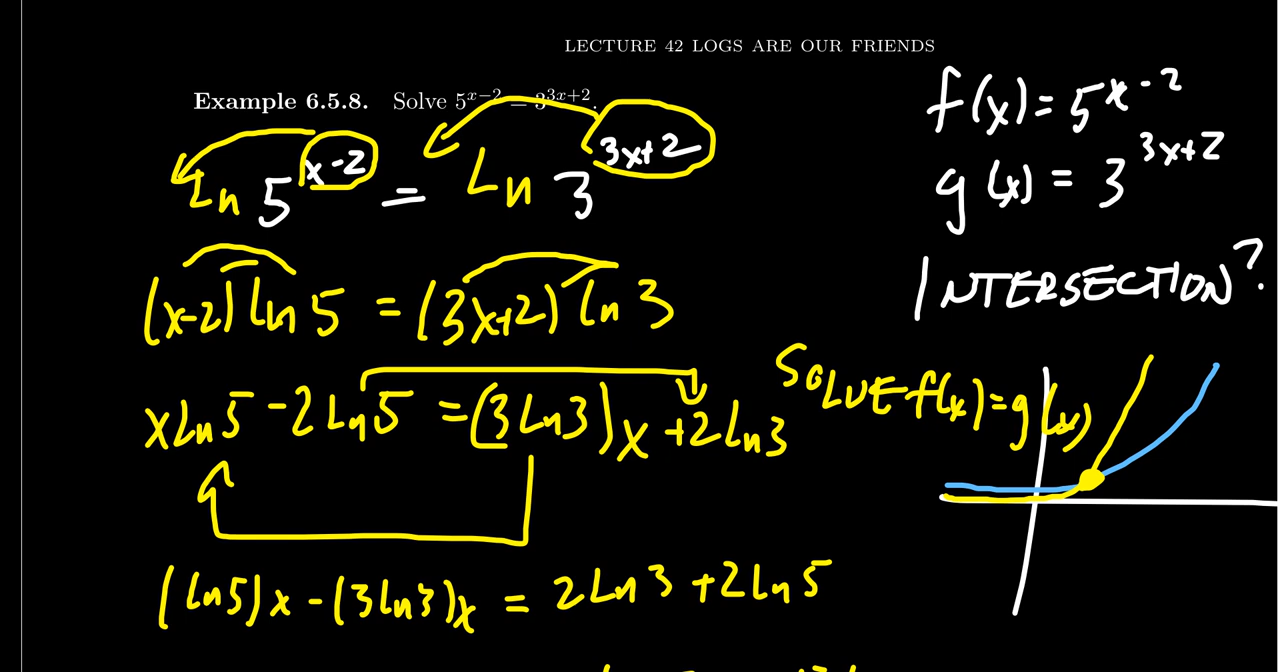 LECTURE 42 LOGS ARE OUR FRIENDS
Example 6.5.8. Solve 5^{x−2} = 3^{3x+2}.
Ln 5^{x-2} = Ln 3^{3x+2}
(x-2) ln 5 = (3x+2) ln 3
x Ln 5 - 2 Ln 5 = (3 Ln 3) x + 2 Ln 3
(ln 5) x - (3 ln 3) x = 2 Ln 3 + 2 Ln 5
f(x) = 5^{x-2}
g(x) = 3^{3x+2}
INTERSECTION?
SOLVE f(x) = g(x)